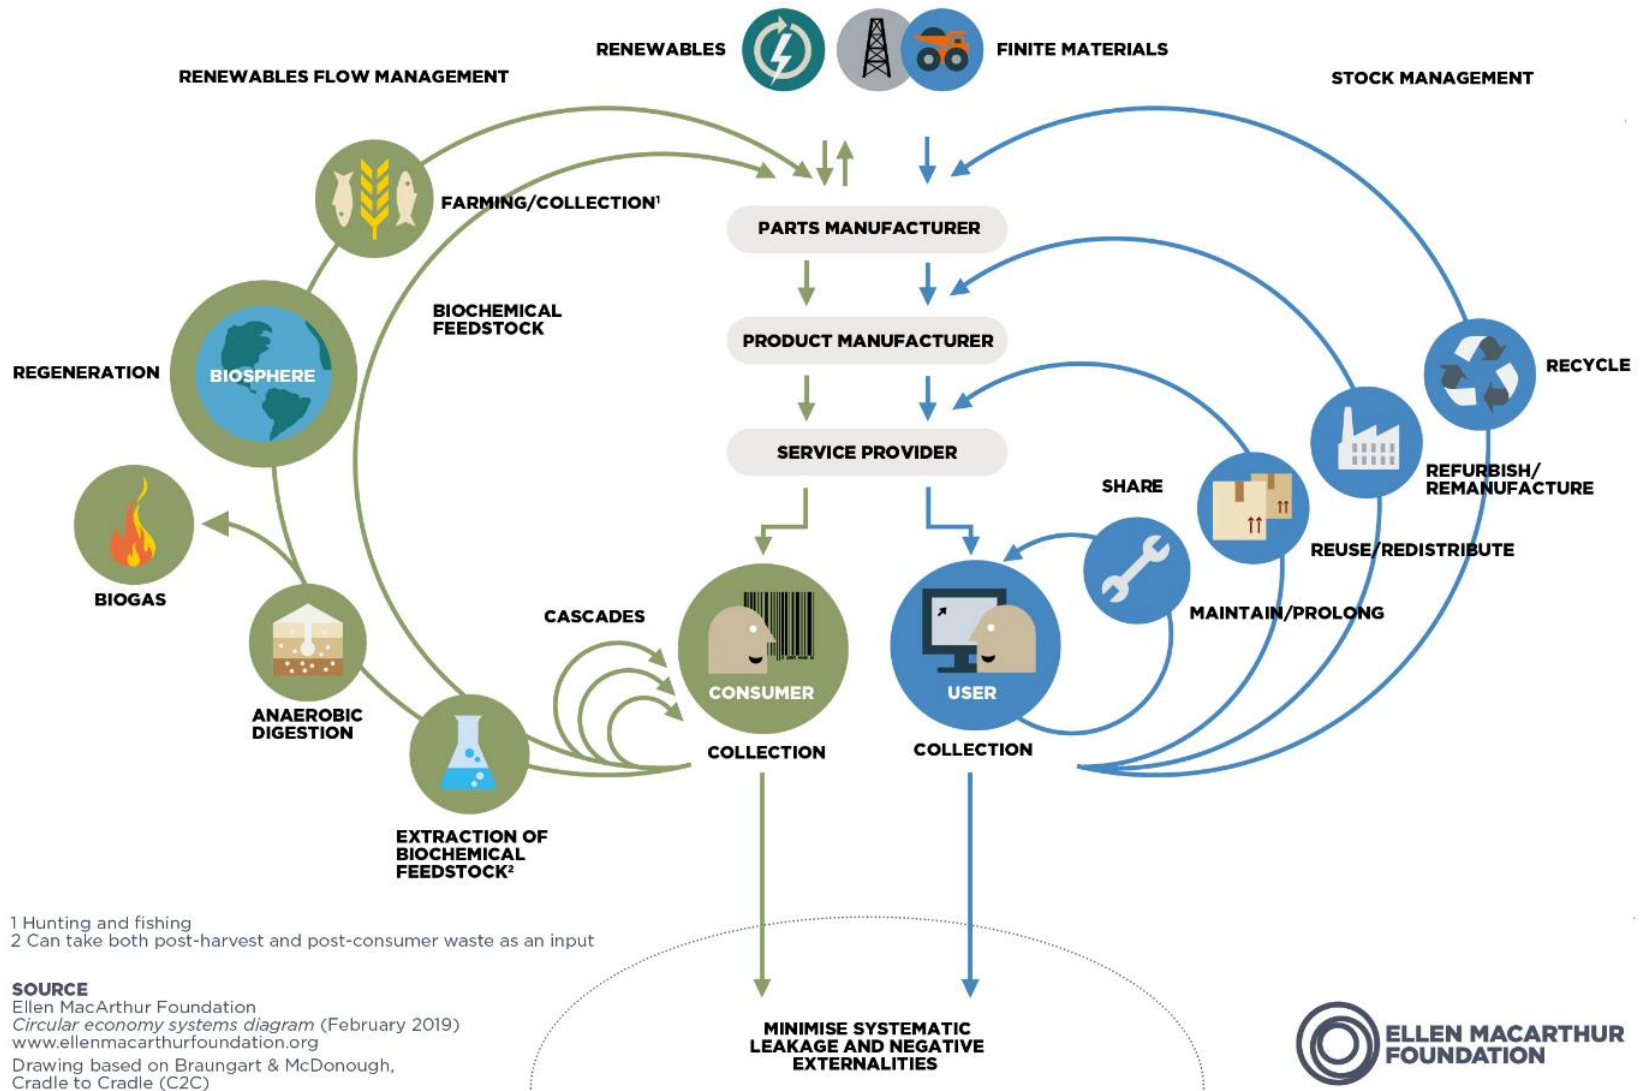 RENEWABLES
FINITE MATERIALS
RENEWABLES FLOW MANAGEMENT
STOCK MANAGEMENT
FARMING/COLLECTION¹
PARTS MANUFACTURER
BIOCHEMICAL
FEEDSTOCK
PRODUCT MANUFACTURER
REGENERATION
BIOSPHERE
RECYCLE
SERVICE PROVIDER
SHARE
REFURBISH/
REMANUFACTURE
REUSE/REDISTRIBUTE
BIOGAS
CASCADES
MAINTAIN/PROLONG
CONSUMER
USER
ANAEROBIC
DIGESTION
COLLECTION
COLLECTION
EXTRACTION OF
BIOCHEMICAL
FEEDSTOCK²
1 Hunting and fishing
2 Can take both post-harvest and post-consumer waste as an input
SOURCE
Ellen MacArthur Foundation
Circular economy systems diagram (February 2019)
www.ellenmacarthurfoundation.org
Drawing based on Braungart & McDonough,
Cradle to Cradle (C2C)
MINIMISE SYSTEMATIC
LEAKAGE AND NEGATIVE
EXTERNALITIES
ELLEN MACARTHUR
FOUNDATION